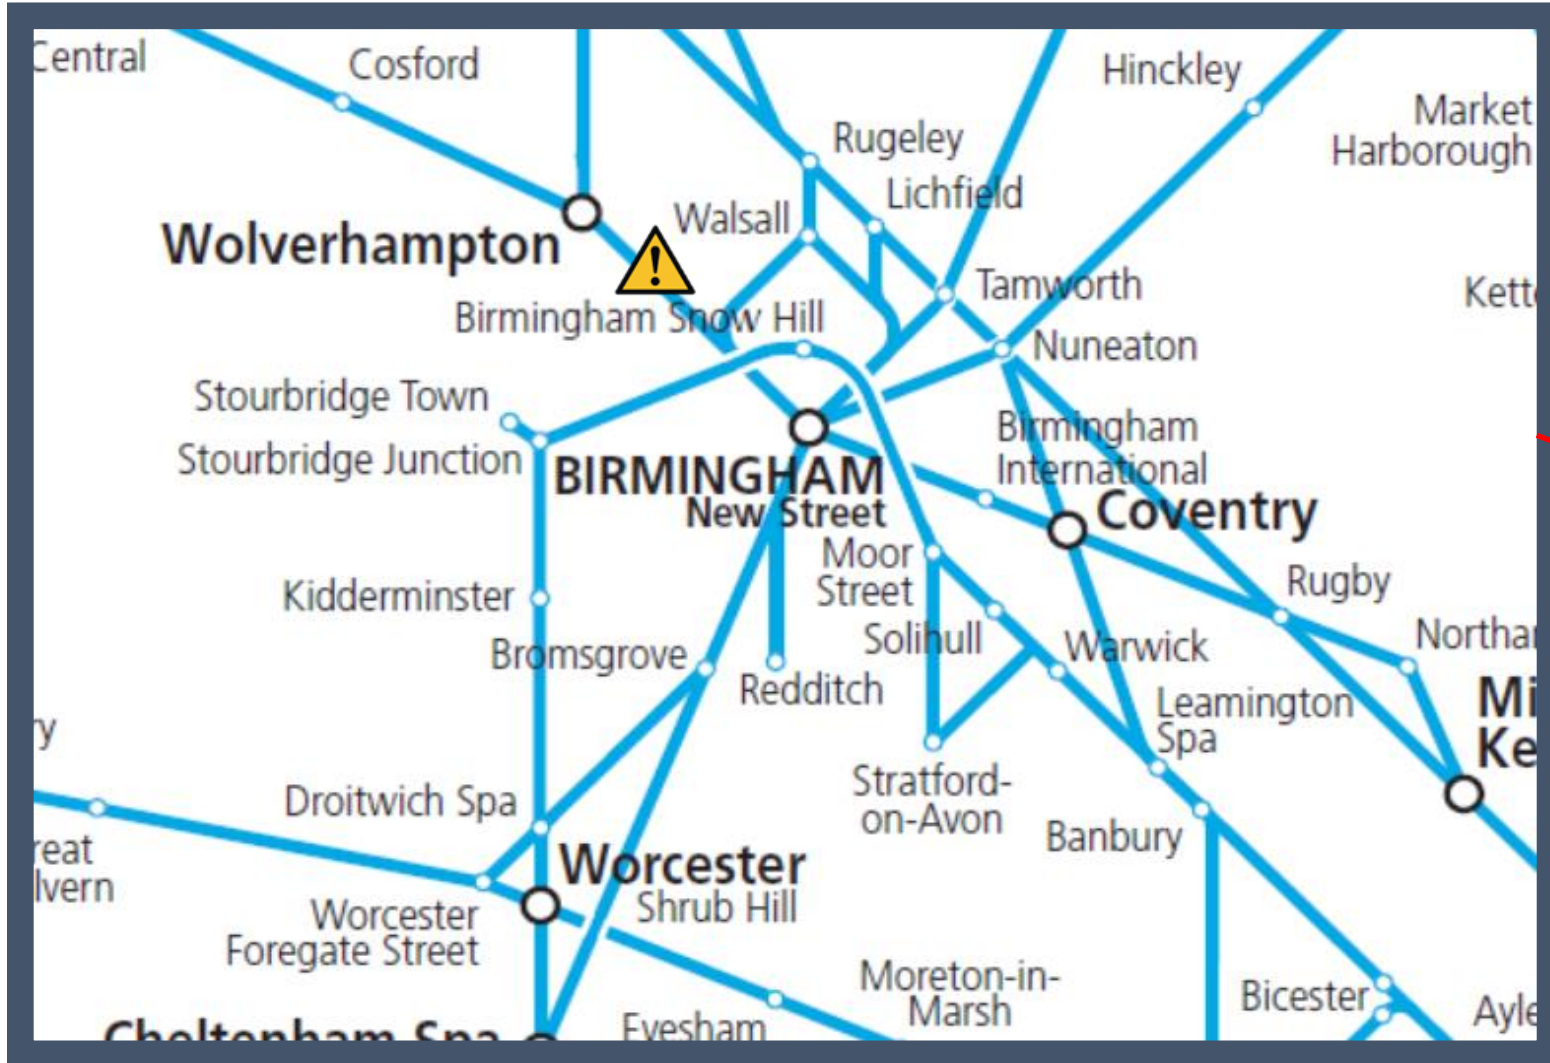 Central
Cosford
Hinckley
Market
Harborough
Rugeley
Lichfield
Walsall
Wolverhampton
Tamworth
Birmingham Snow Hill
Nuneaton
Stourbridge Town
Birmingham
International
Stourbridge Junction
BIRMINGHAM
New Street
Coventry
Moor
Street
Rugby
Kidderminster
Solihull
Warwick
Bromsgrove
Redditch
Leamington
Spa
Stratford-
on-Avon
Droitwich Spa
Banbury
Worcester
Shrub Hill
Worcester
Foregate Street
Moreton-in-
Marsh
Bicester
Evesham
Cheltenham Spa